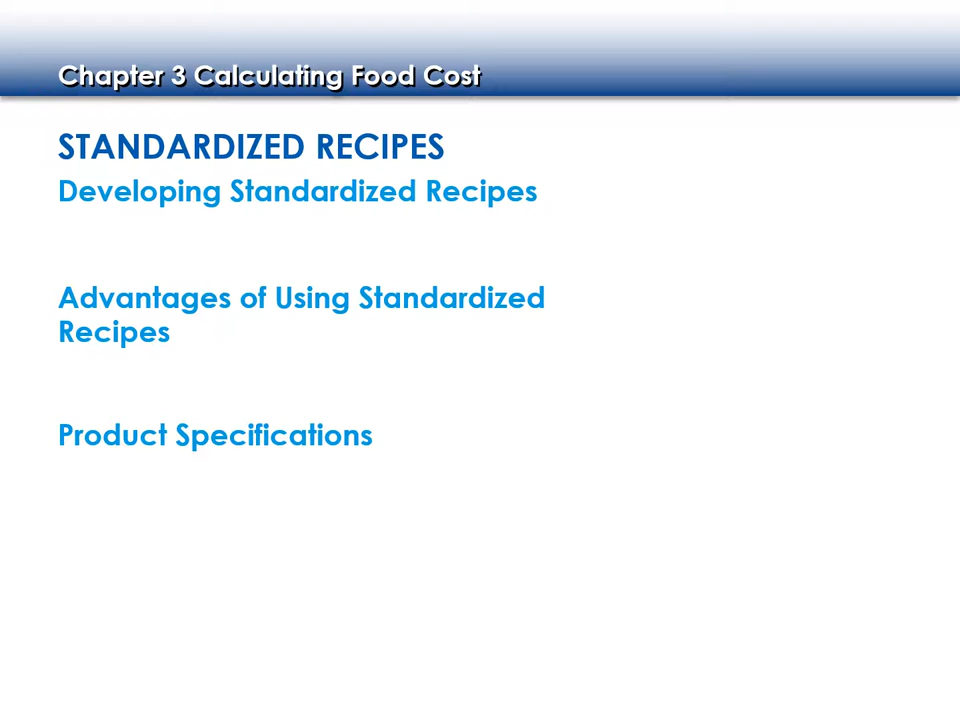 Chapter 3 Calculating Food Cost
STANDARDIZED RECIPES
Developing Standardized Recipes
Advantages of Using Standardized
Recipes
Product Specifications